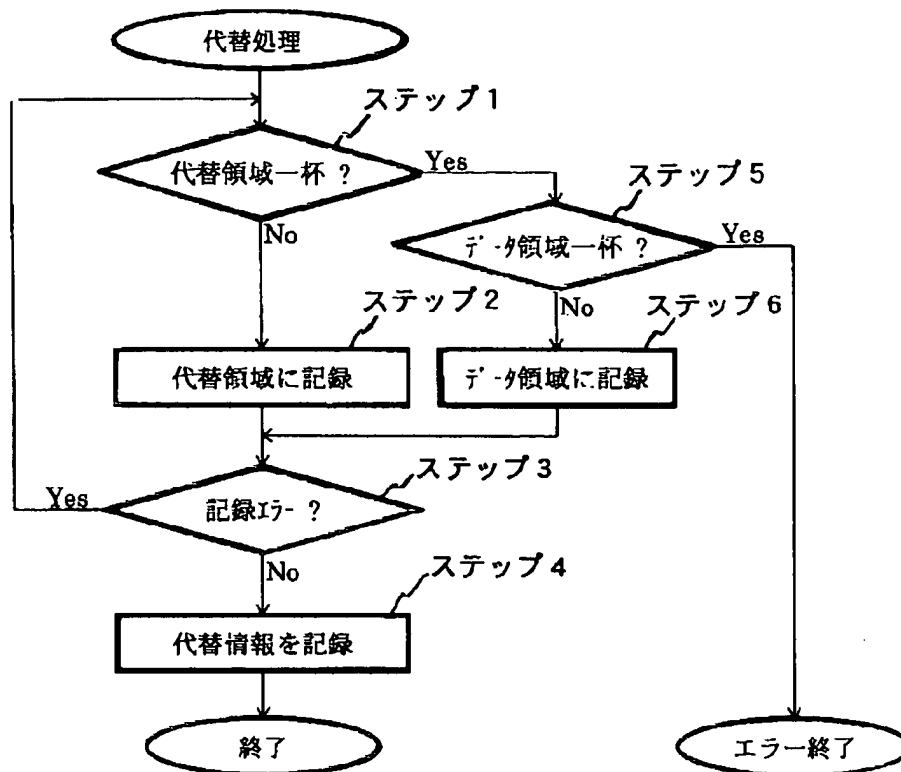 代替処理
ステップ1
代替領域一杯 ?
Yes
ステップ5
No
データ領域一杯 ?
Yes
ステップ2
No
ステップ6
代替領域に記録
データ領域に記録
ステップ3
Yes
記録エラー ?
No
ステップ4
代替情報を記録
終了
エラー終了